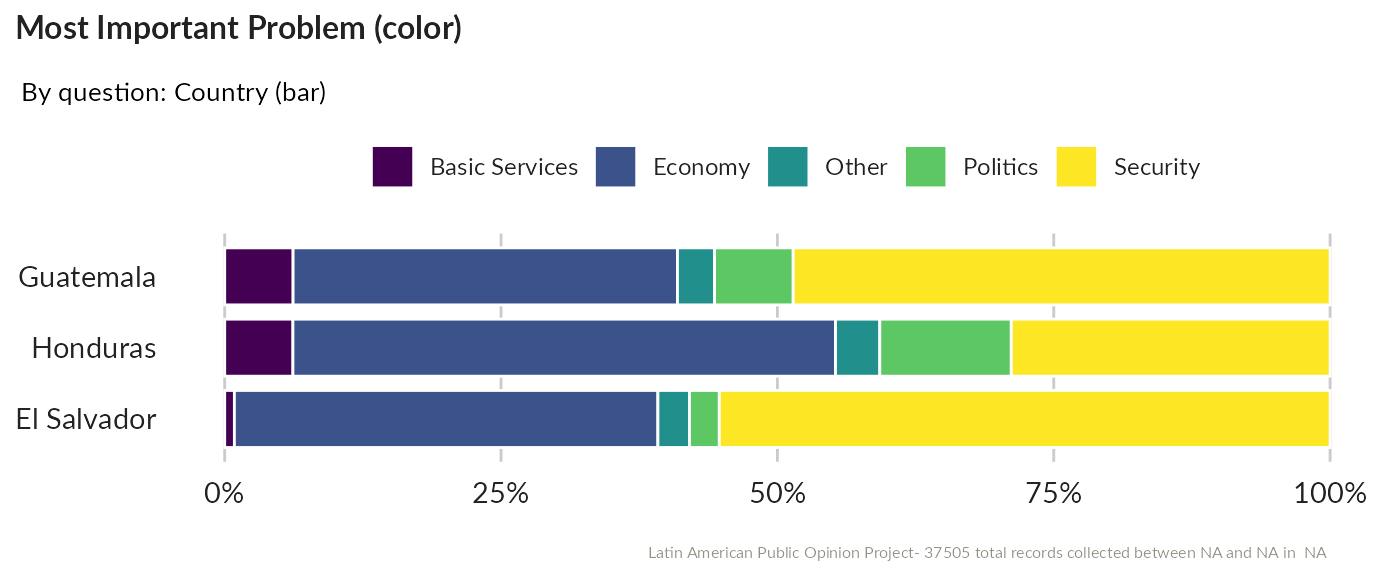 Most Important Problem (color)
By question: Country (bar)
Basic Services Economy Other Politics Security
Guatemala
Honduras
El Salvador
0% 25% 50% 75% 100%
Latin American Public Opinion Project- 37505 total records collected between NA and NA in  NA